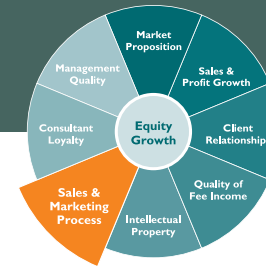 Market
Proposition
Sales &
Profit Growth
Client
Relationship
Quality of
Fee Income
Intellectual
Property
Sales &
Marketing
Process
Consultant
Loyalty
Management
Quality
Equity
Growth